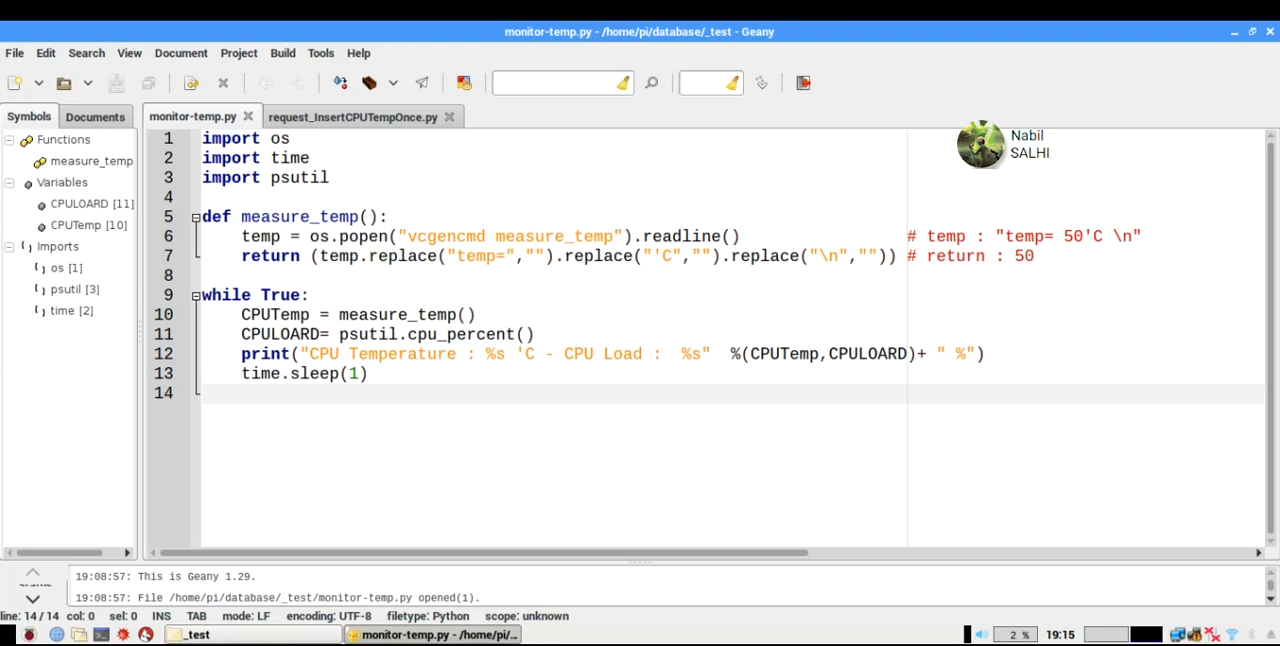 monitor-temp.py - /home/pi/database/_test - Geany
File Edit Search View Document Project Build Tools Help
Symbols Documents monitor-temp.py request_InsertCPUTempOnce.py
Functions
measure_temp
Variables
CPULOARD [11]
CPUTemp [10]
Imports
os [1]
psutil [3]
time [2]
1 import os
2 import time
3 import psutil
4
5 def measure_temp():
6 temp = os.popen("vcgencmd measure_temp").readline() # temp : "temp= 50'C \n"
7 return (temp.replace("temp=","").replace("'C","").replace("\n","")) # return : 50
8
9 while True:
10 CPUTemp = measure_temp()
11 CPULOARD= psutil.cpu_percent()
12 print("CPU Temperature : %s 'C - CPU Load :  %s"  %(CPUTemp,CPULOARD)+ " %")
13 time.sleep(1)
14
Nabil
SALHI
19:08:57: This is Geany 1.29.
19:08:57: File /home/pi/database/_test/monitor-temp.py opened(1).
line: 14 / 14 col: 0 sel: 0 INS TAB mode: LF encoding: UTF-8 filetype: Python scope: unknown
_test monitor-temp.py - /home/pi/... 2 % 19:15